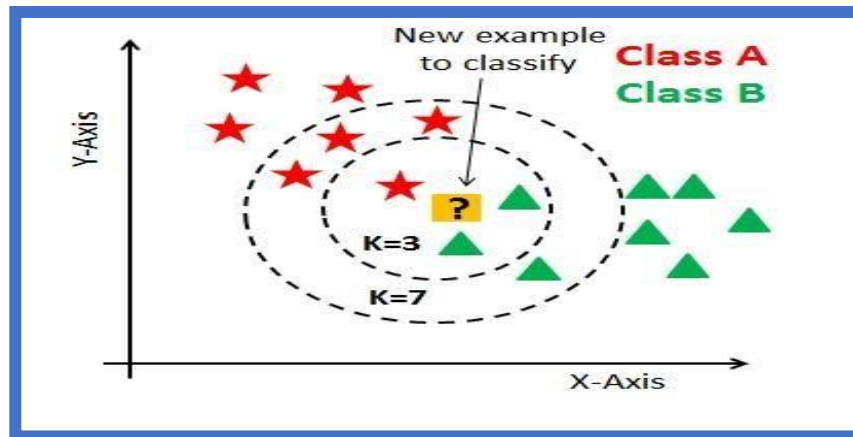 New example
to classify
Class A
Class B
Y-Axis
?
K=3
K=7
X-Axis